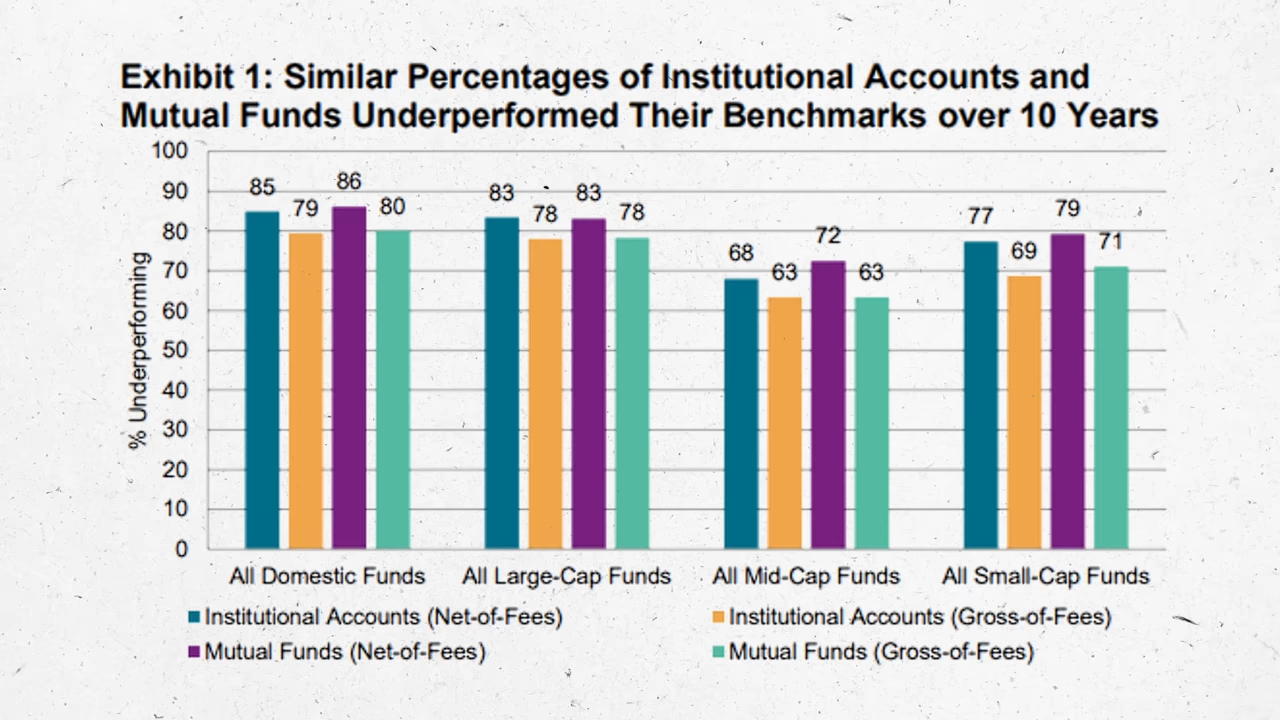 Exhibit 1: Similar Percentages of Institutional Accounts and
Mutual Funds Underperformed Their Benchmarks over 10 Years
% Underperforming
100
90
80
70
60
50
40
30
20
10
0
85 79 86 80
83 78 83 78
68 63 72 63
77 69 79 71
All Domestic Funds All Large-Cap Funds All Mid-Cap Funds All Small-Cap Funds
Institutional Accounts (Net-of-Fees) Institutional Accounts (Gross-of-Fees)
Mutual Funds (Net-of-Fees) Mutual Funds (Gross-of-Fees)